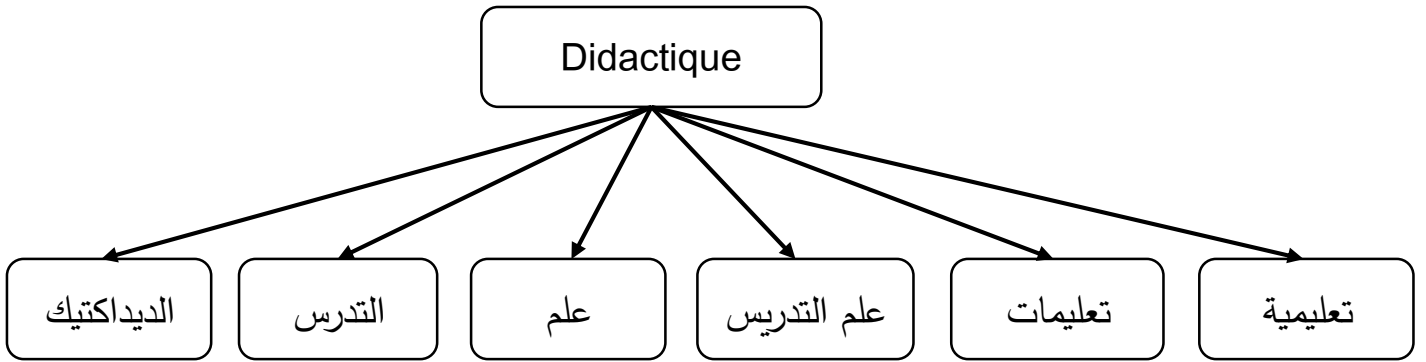 Didactique
تعليمية
تعليمات
علم التدريس
علم
التدرس
الديداكتيك